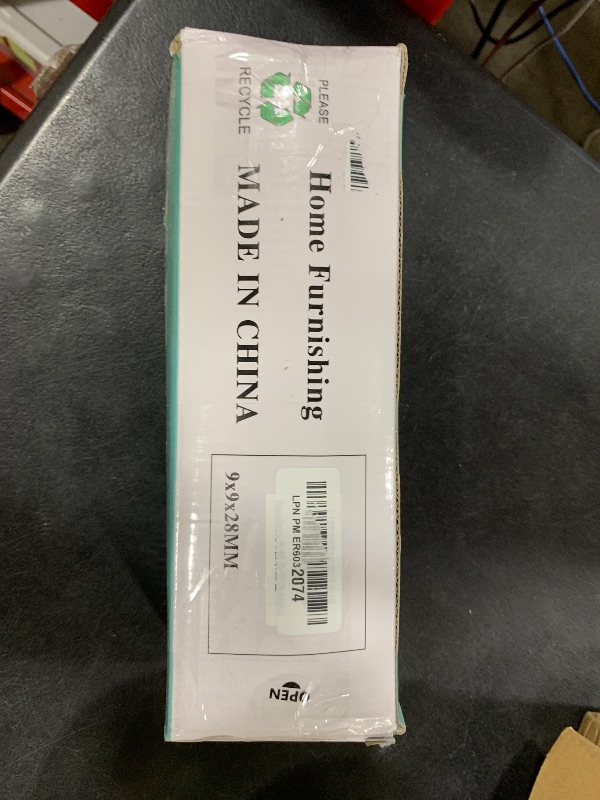 PLEASE
RECYCLE
Home Furnishing
MADE IN CHINA
LPN PM ER6032074
9x9x28MM
OPEN